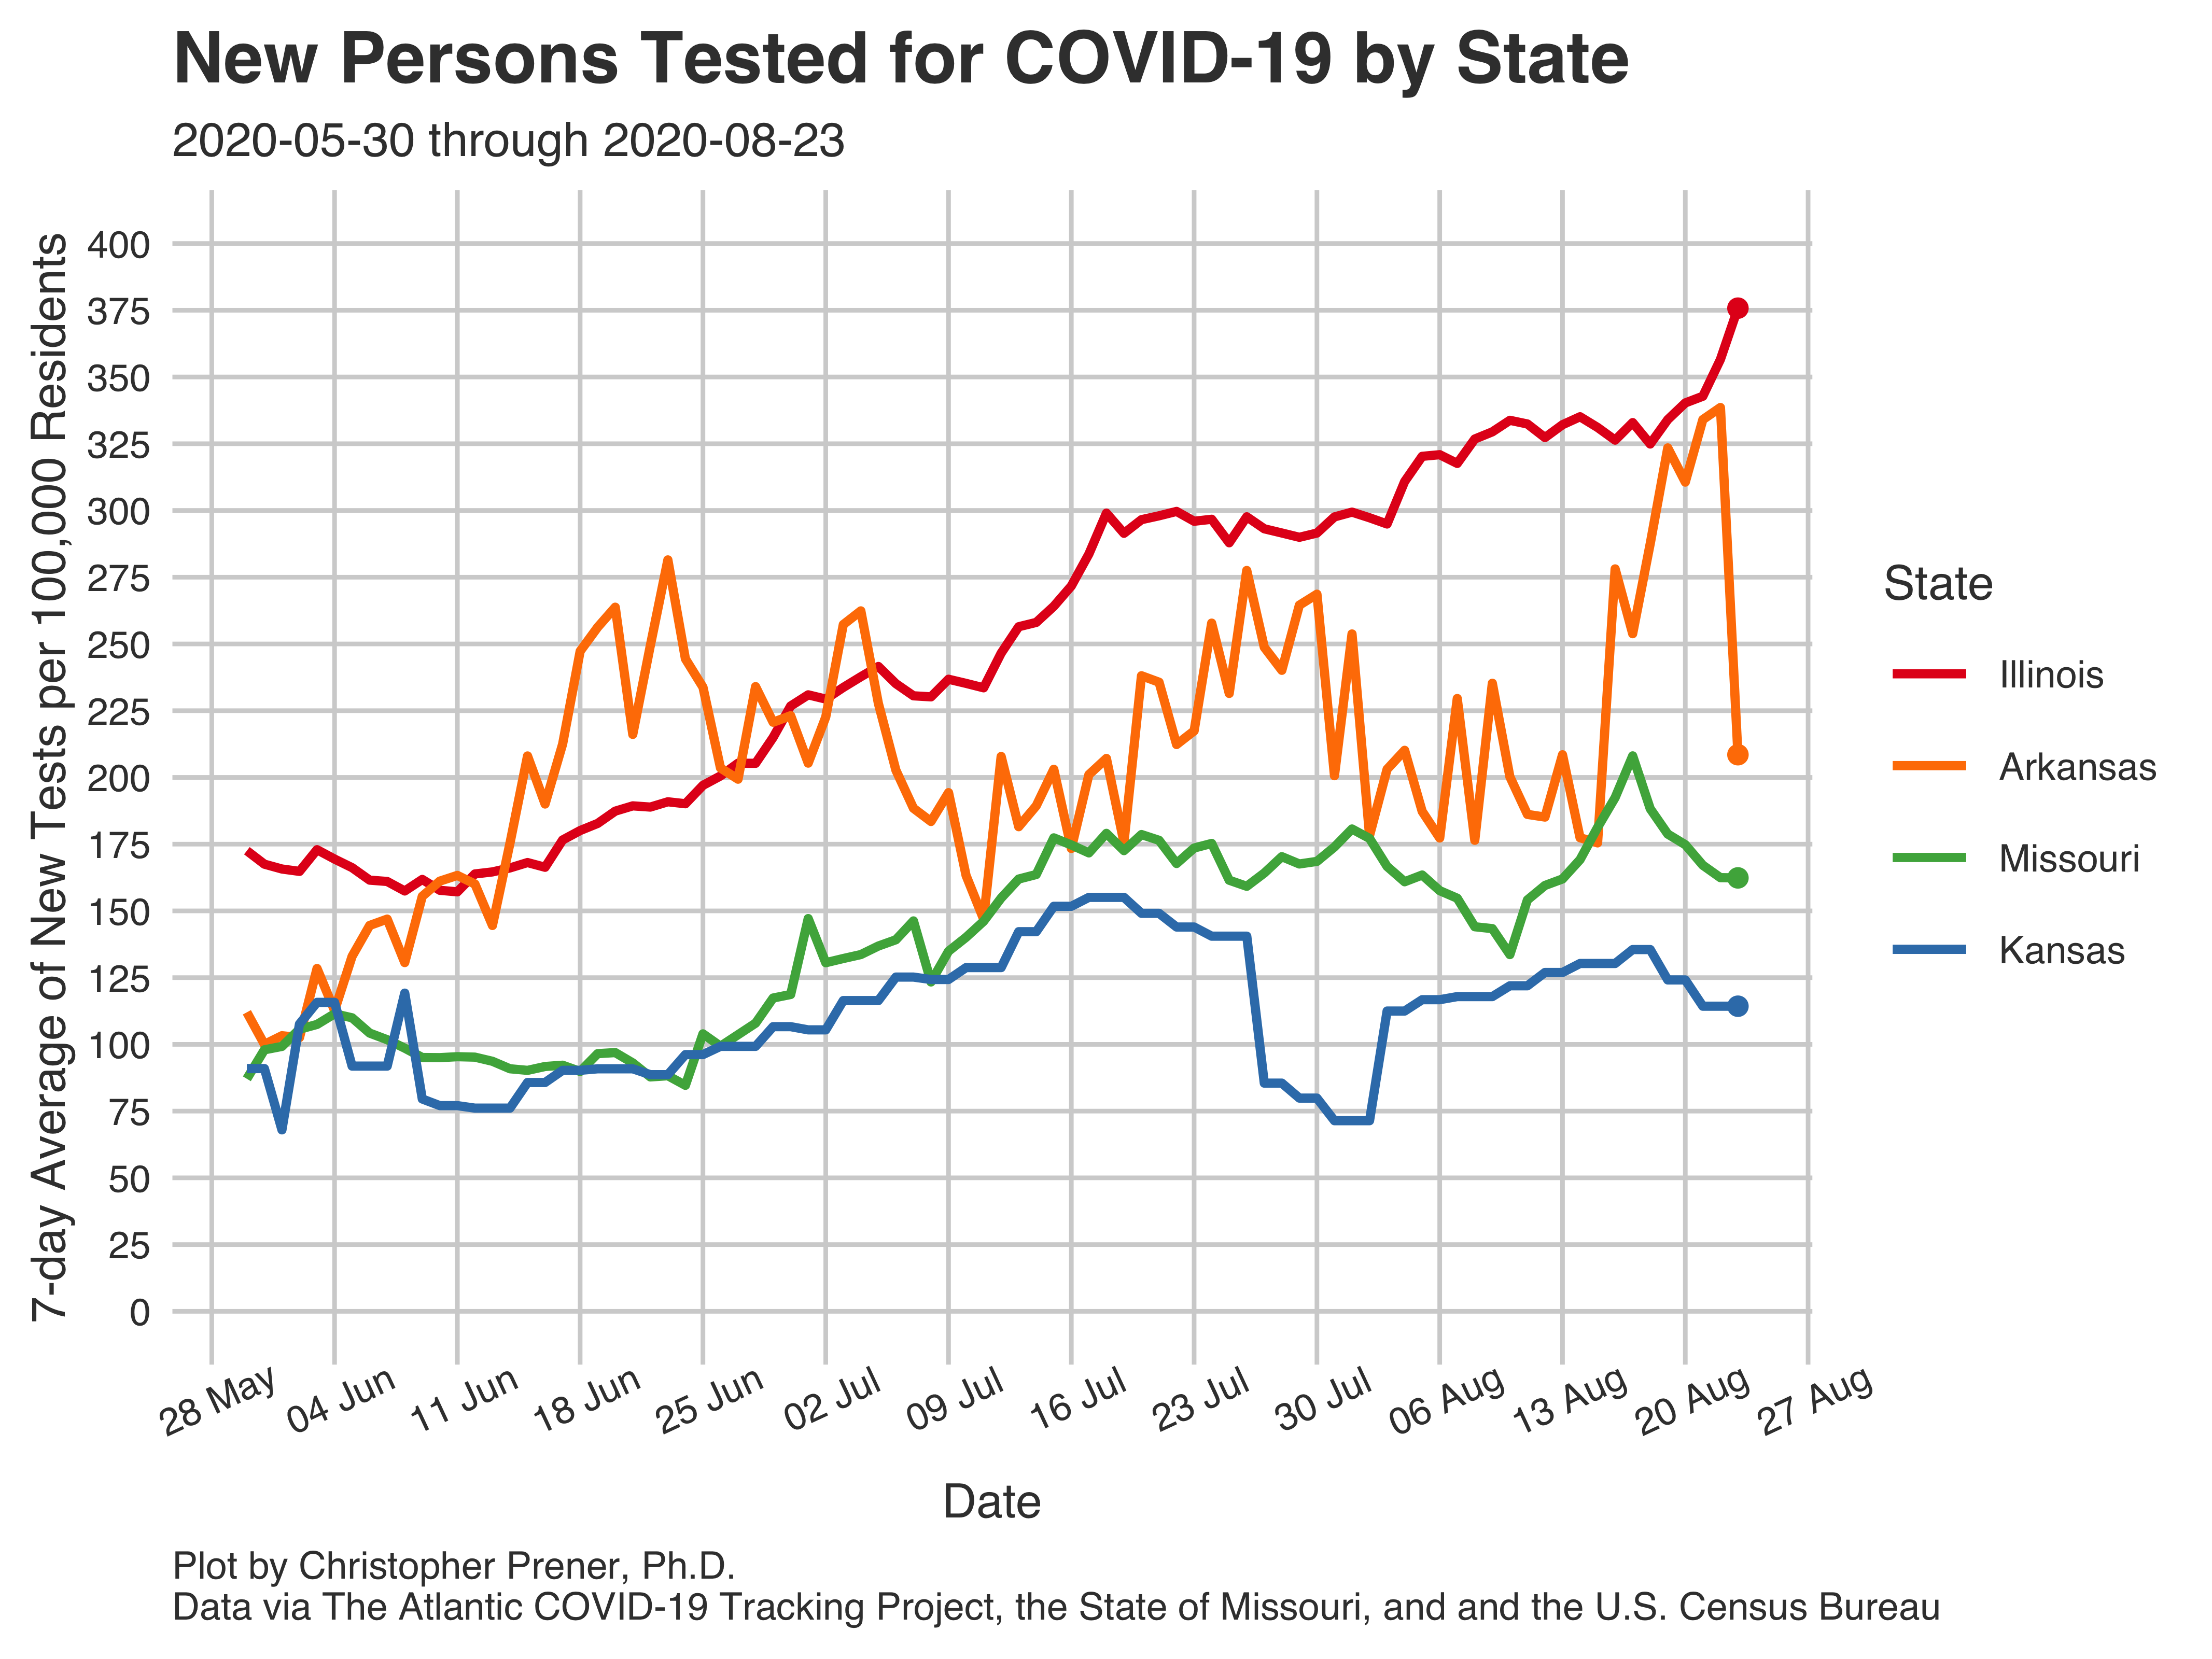 New Persons Tested for COVID-19 by State
2020-05-30 through 2020-08-23
7-day Average of New Tests per 100,000 Residents
400
375
350
325
300
275
250
225
200
175
150
125
100
75
50
25
0
28 May
04 Jun
11 Jun
18 Jun
25 Jun
02 Jul
09 Jul
16 Jul
23 Jul
30 Jul
06 Aug
13 Aug
20 Aug
27 Aug
Date
State
Illinois
Arkansas
Missouri
Kansas
Plot by Christopher Prener, Ph.D.
Data via The Atlantic COVID-19 Tracking Project, the State of Missouri, and and the U.S. Census Bureau